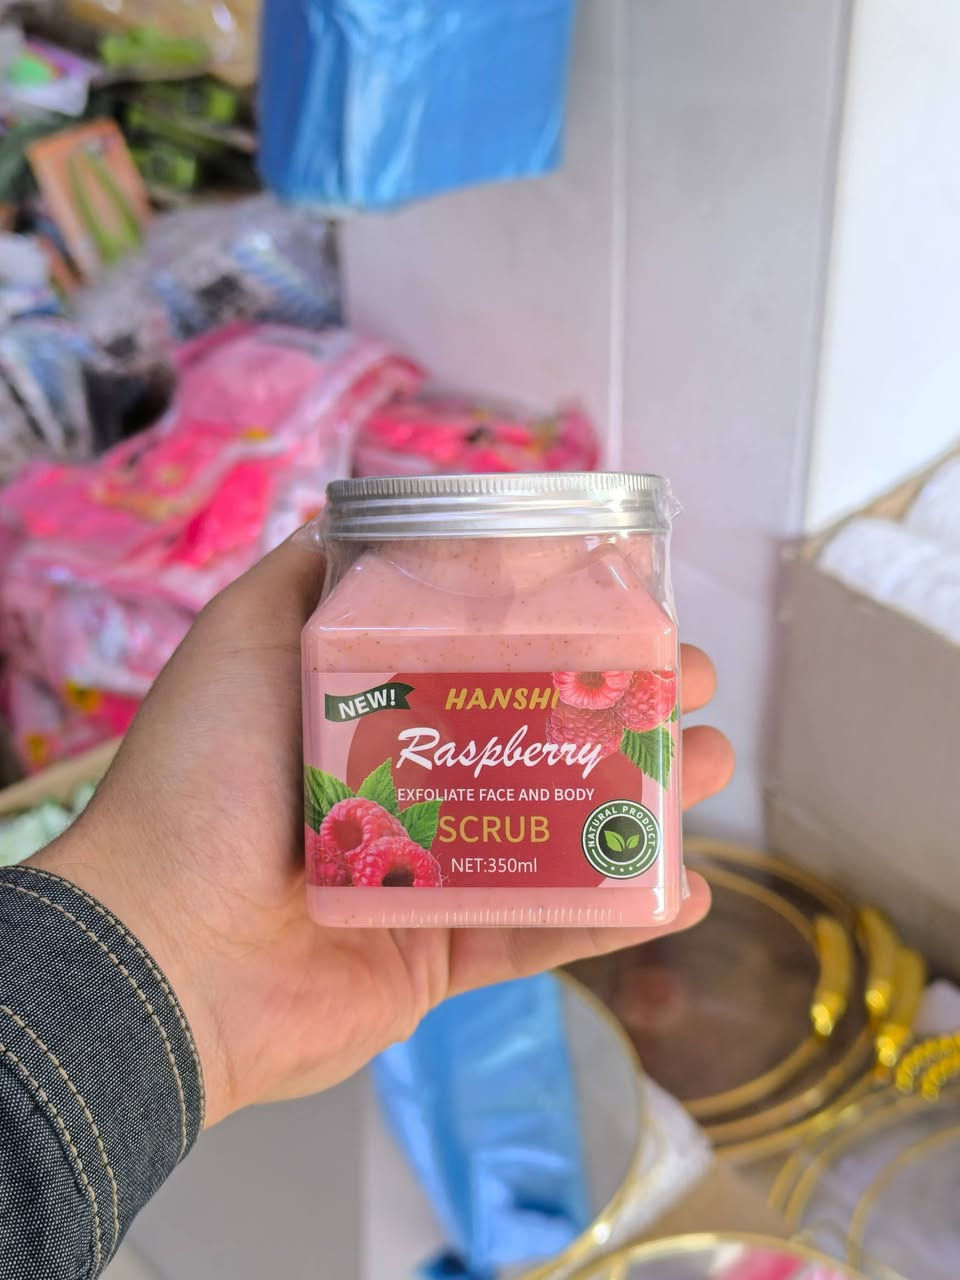 NEW!
HANSHI
Raspberry
EXFOLIATE FACE AND BODY
SCRUB
NATURAL PRODUCT
NET:350ml